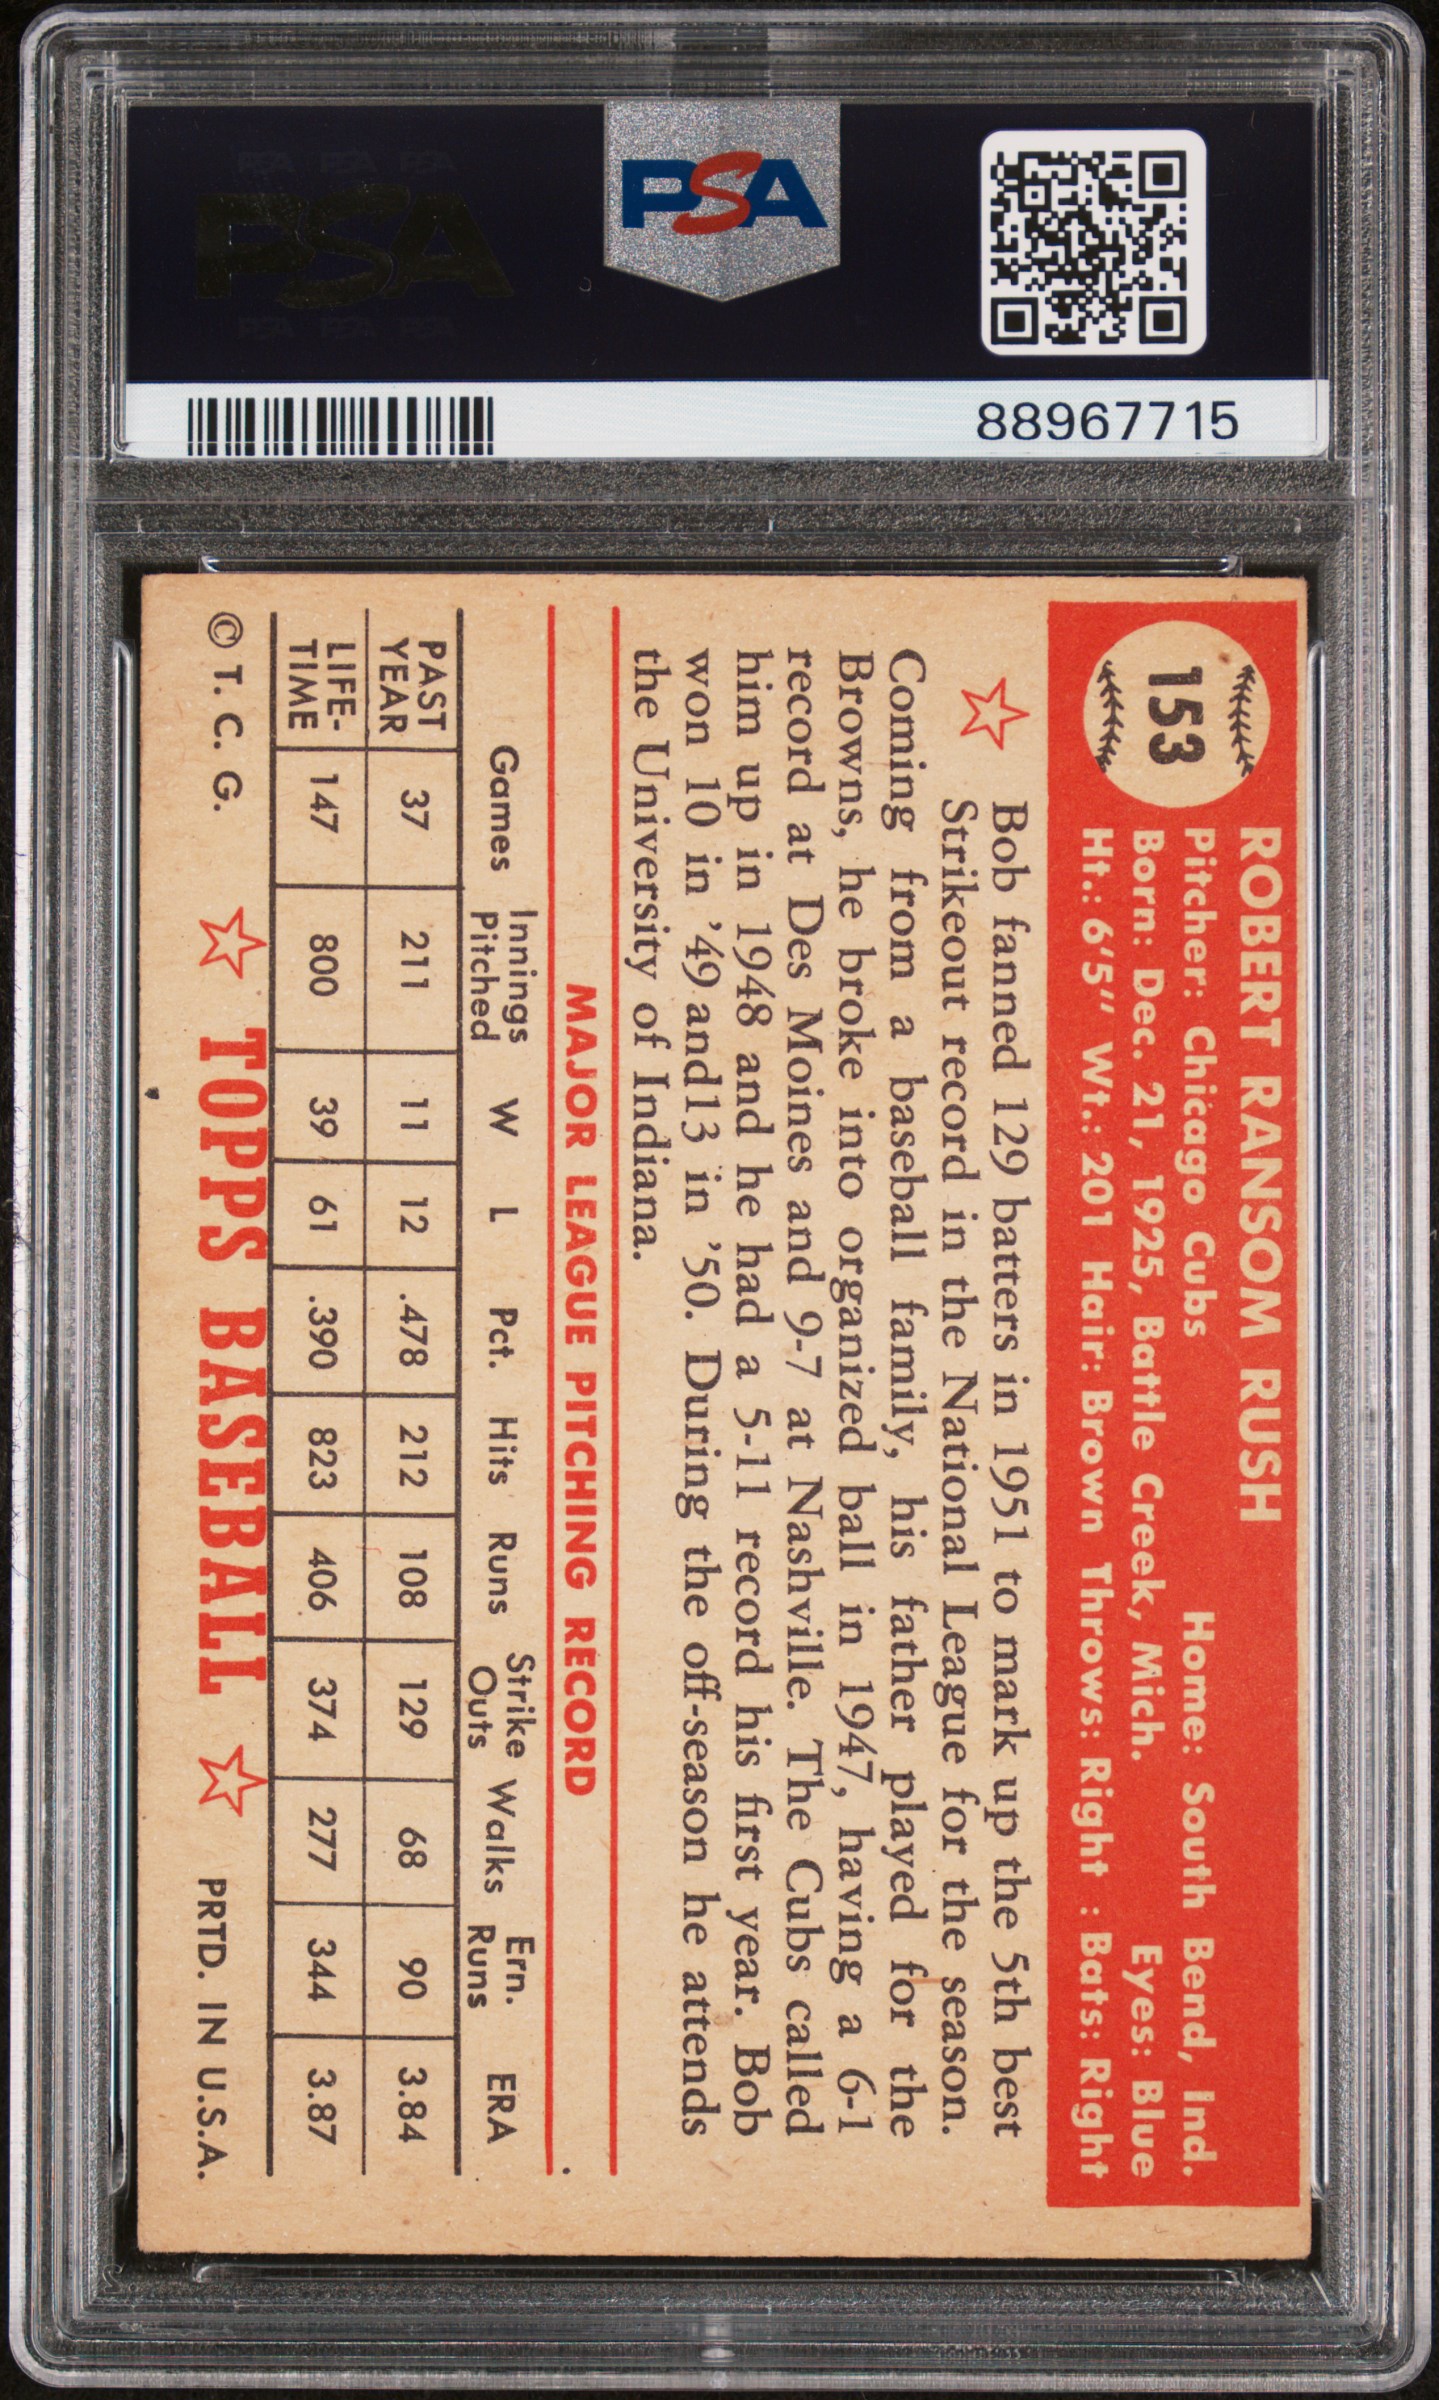 PSA
PSA
PSA PSA PSA
PSA PSA PSA
88967715
153
ROBERT RANSOM RUSH
Pitcher: Chicago Cubs Home: South Bend, Ind.
Born: Dec. 21, 1925, Battle Creek, Mich. Eyes: Blue
Ht.: 6'5" Wt.: 201 Hair: Brown Throws: Right : Bats: Right
Bob fanned 129 batters in 1951 to mark up the 5th best
Strikeout record in the National League for the season.
Coming from a baseball family, his father played for the
Browns, he broke into organized ball in 1947, having a 6-1
record at Des Moines and 9-7 at Nashville. The Cubs called
him up in 1948 and he had a 5-11 record his first year. Bob
won 10 in '49 and13 in '50. During the off-season he attends
the University of Indiana.
MAJOR LEAGUE PITCHING RECORD
Games Innings Pitched W L Pct. Hits Runs Strike Outs Walks Ern. Runs ERA
PAST YEAR 37 211 11 12 .478 212 108 129 68 90 3.84
LIFE-TIME 147 800 39 61 .390 823 406 374 277 344 3.87
© T. C. G. ☆ TOPPS BASEBALL ☆ PRTD. IN U.S.A.